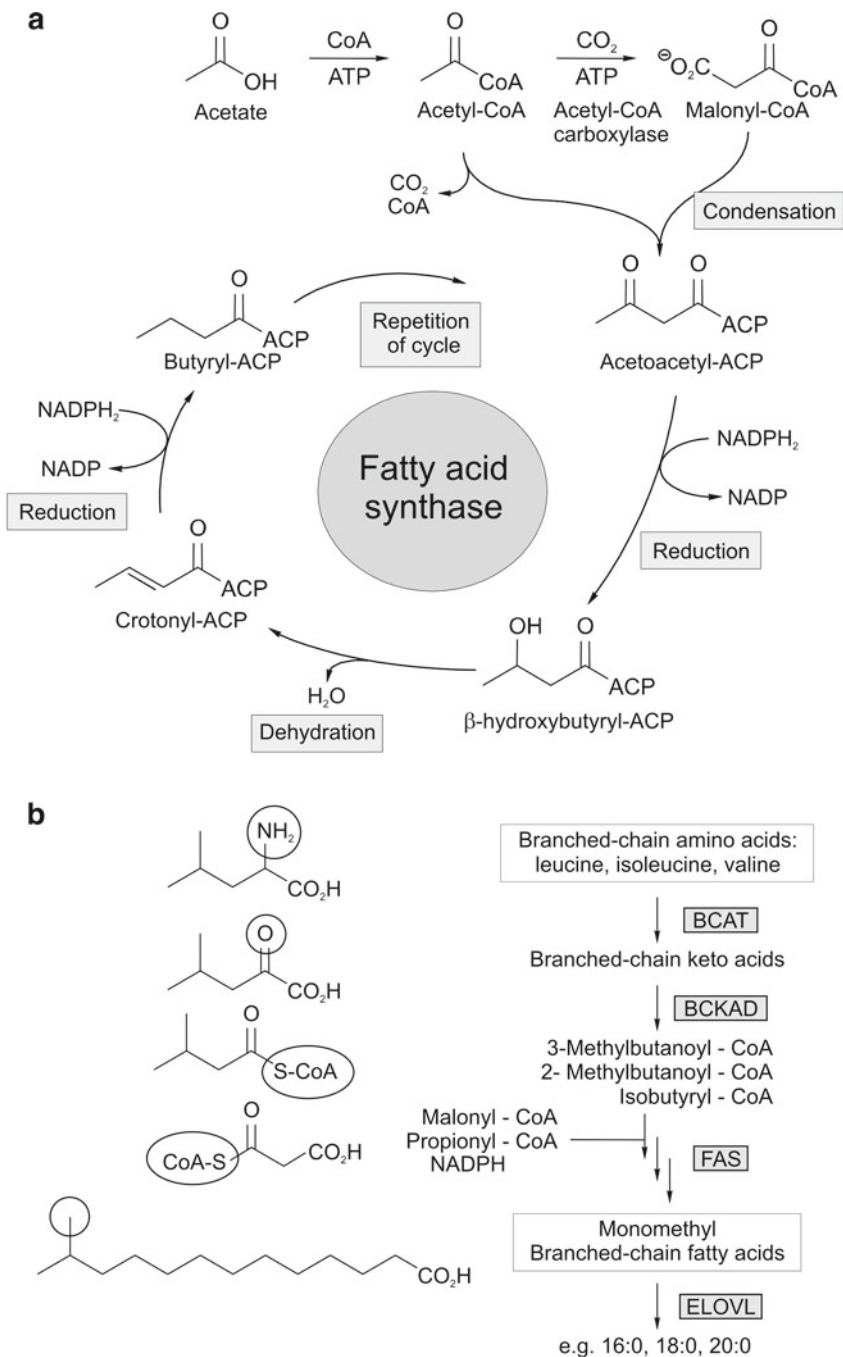 a
O
OH
Acetate
CoA
ATP
O
CoA
Acetyl-CoA
CO2
ATP
Acetyl-CoA
carboxylase
⊖O2C
O
CoA
Malonyl-CoA
CO2
CoA
Condensation
O
ACP
Butyryl-ACP
Repetition
of cycle
O O
ACP
Acetoacetyl-ACP
NADPH2
NADP
Reduction
Fatty acid
synthase
NADPH2
NADP
Reduction
O
ACP
Crotonyl-ACP
H2O
Dehydration
OH O
ACP
β-hydroxybutyryl-ACP
b
NH2
CO2H
O
CO2H
O
S-CoA
O
CoA-S
CO2H
CO2H
Branched-chain amino acids:
leucine, isoleucine, valine
BCAT
Branched-chain keto acids
BCKAD
3-Methylbutanoyl - CoA
2- Methylbutanoyl - CoA
Isobutyryl - CoA
Malonyl - CoA
Propionyl - CoA
NADPH
FAS
Monomethyl
Branched-chain fatty acids
ELOVL
e.g. 16:0, 18:0, 20:0